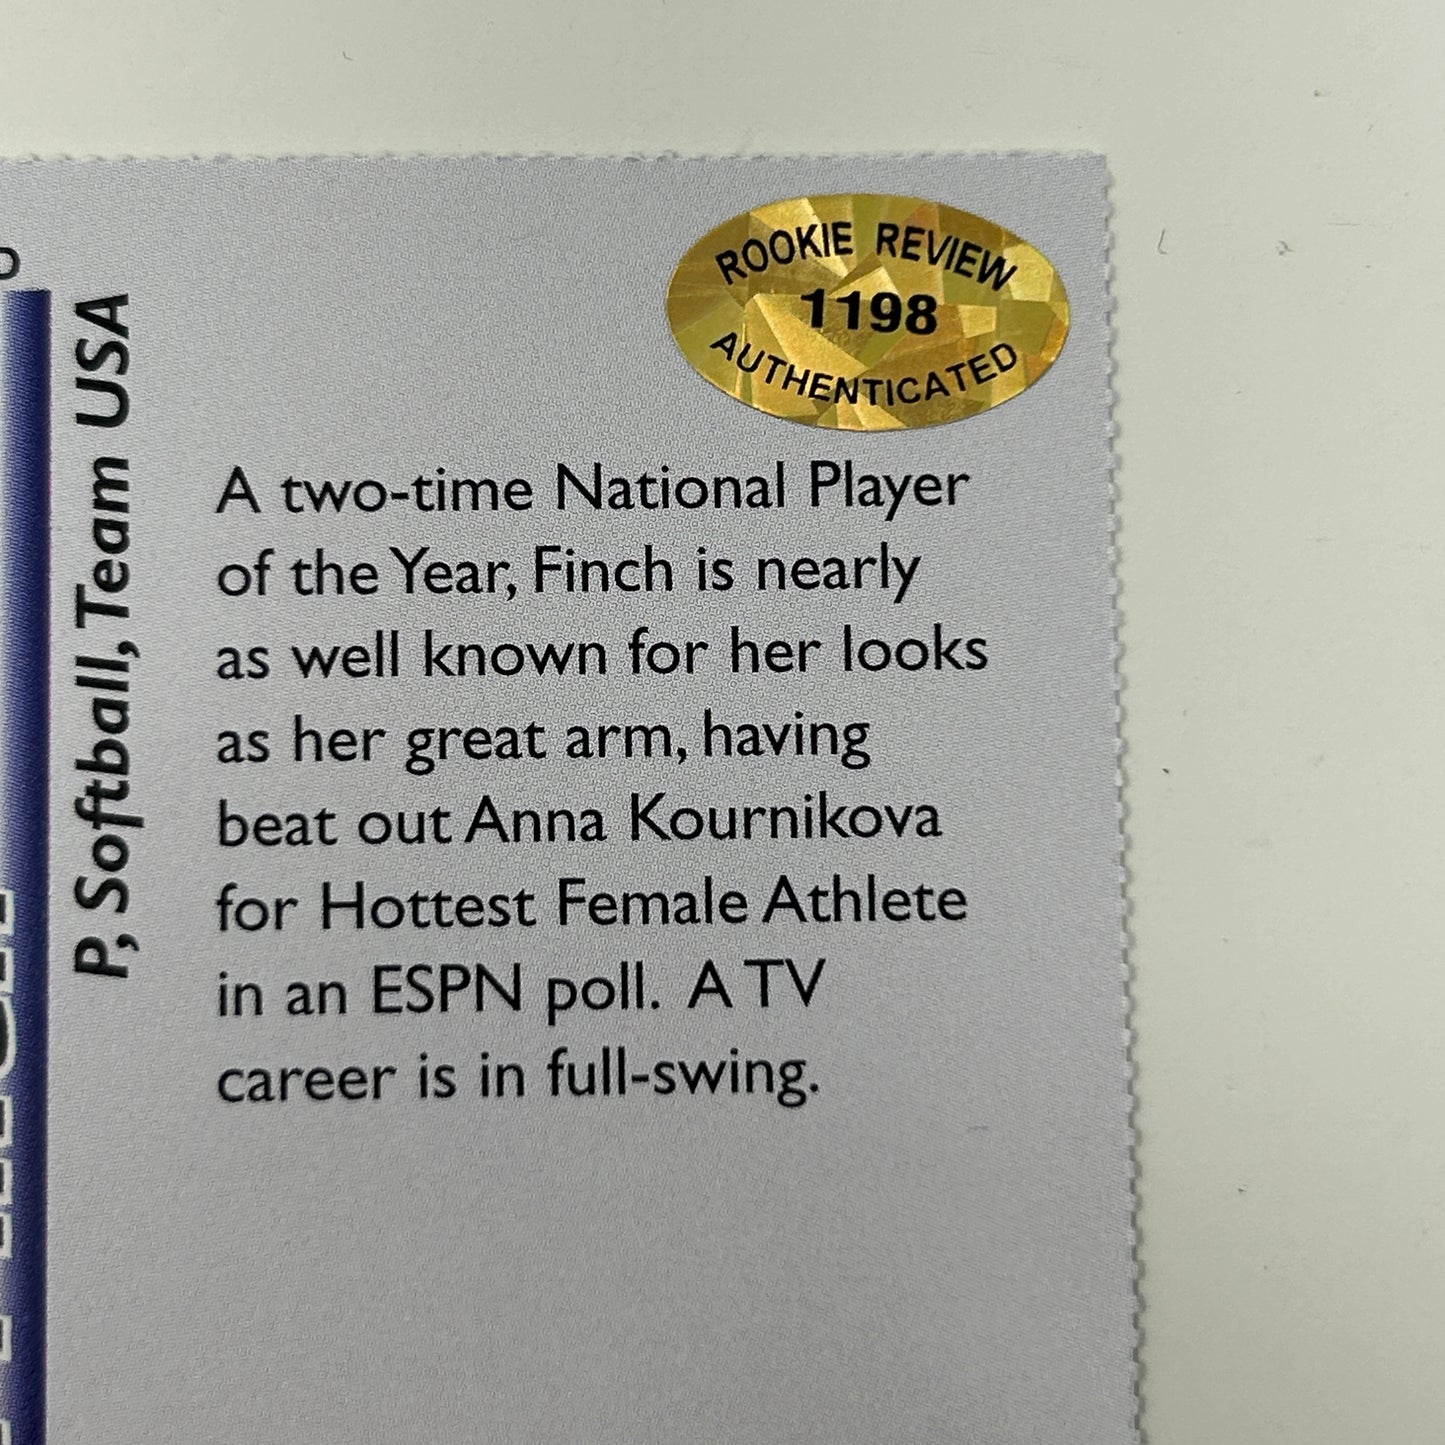 ROOKIE REVIEW
1198
AUTHENTICATED
P, Softball, Team USA
A two-time National Player
of the Year, Finch is nearly
as well known for her looks
as her great arm, having
beat out Anna Kournikova
for Hottest Female Athlete
in an ESPN poll. A TV
career is in full-swing.